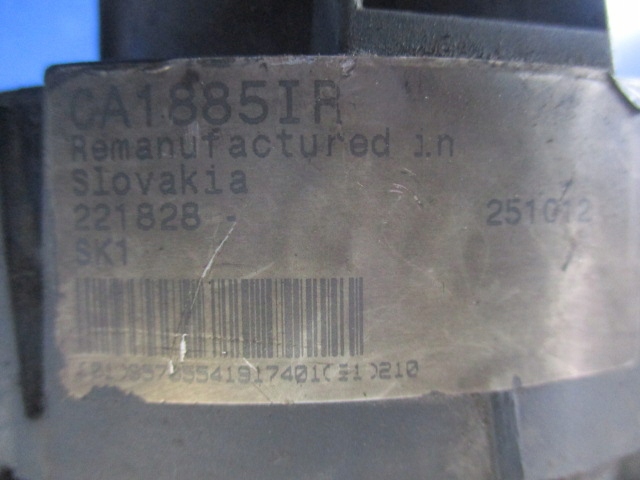 CA1885IR
Remanufactured in
Slovakia
221828 - 251012
SK1